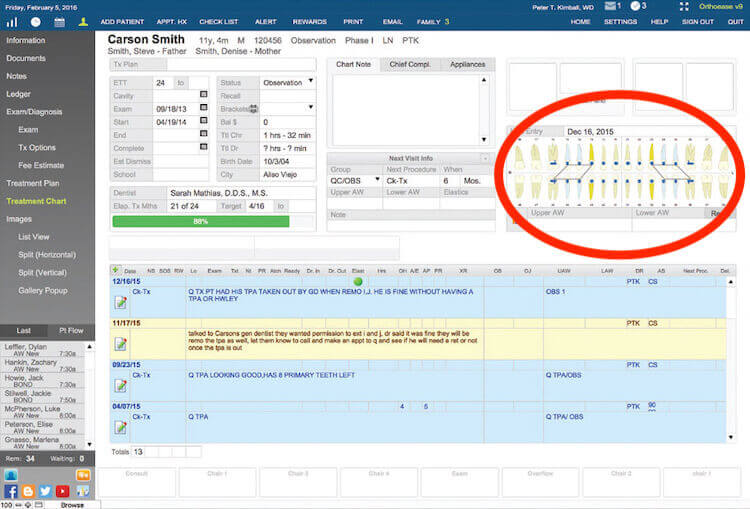 Friday, February 5, 2016
Peter T. Kimball, WD
1
3
Orthoease v9
ADD PATIENT APPT. HX CHECK LIST ALERT REWARDS PRINT EMAIL FAMILY 3
HOME SETTINGS HELP SIGN OUT QUIT
Information
Documents
Notes
Ledger
Exam/Diagnosis
Exam
Tx Options
Fee Estimate
Treatment Plan
Treatment Chart
Images
List View
Split (Horizontal)
Split (Vertical)
Gallery Popup
Last Pt Flow
Leffler, Dylan
AW New 7:30a
Hankin, Zachary
AW New 7:30a
Howie, Jack
BOND 7:30a
Stilwell, Jackie
BOND 7:30a
McPherson, Luke
AW New 8:00a
Peterson, Elise
AW New 8:00a
Gnasso, Marlena
AW New 8:00a
Rem: 34 Waiting: 0
100 Browse
Carson Smith 11y, 4m M 120456 Observation Phase I LN PTK
Smith, Steve - Father Smith, Denise - Mother
Tx Plan
ETT 24 to
Cavity
Exam 09/18/13
Start 04/19/14
End
Complete
Est Dismiss
School
Status Observation
Recall
Brackets
Bal $ 0
Ttl Chr 1 hrs - 32 min
Ttl Dr ? hrs - ? min
Birth Date 10/3/04
City Aliso Viejo
Dentist Sarah Mathias, D.D.S., M.S.
Elap. Tx Mths 21 of 24 Target 4/16 to
88%
Chart Note Chief Compl. Appliances
Next Visit Info
Group Next Procedure When
QC/OBS Ck-Tx 6 Mos.
Upper AW Lower AW Elastics
Note
Entry Dec 16, 2015
Upper AW Lower AW
Date NB SOS RW Lo Exam Txt. Nt PR Atch Ready Dr. In Dr. Out Elast Hrs OH A/E AP PR XR OB OJ UAW LAW DR AS Next Proc. Del.
12/16/15 PTK CS
Ck-Tx Q TX PT HAD HIS TPA TAKEN OUT BY GD WHEN REMO I,J. HE IS FINE WITHOUT HAVING A TPA OR HWLEY OBS 1
11/17/15 PTK CS
talked to Carsons gen dentist they wanted permission to ext i and j, dr said it was fine they will be
remo the tpa as well, let them know to call and make an appt to q and see if he will need a ret or not
once the tpa is out
09/23/15 PTK CS
Ck-Tx Q TPA LOOKING GOOD,HAS 8 PRIMARY TEETH LEFT Q TPA/OBS
04/07/15 4 5 PTK 90
Ck-Tx Q TPA Q TPA/ OBS
Totals 13
Consult Chair 1 Chair 3 Chair 4 Exam Overflow Chair 2 chair 1